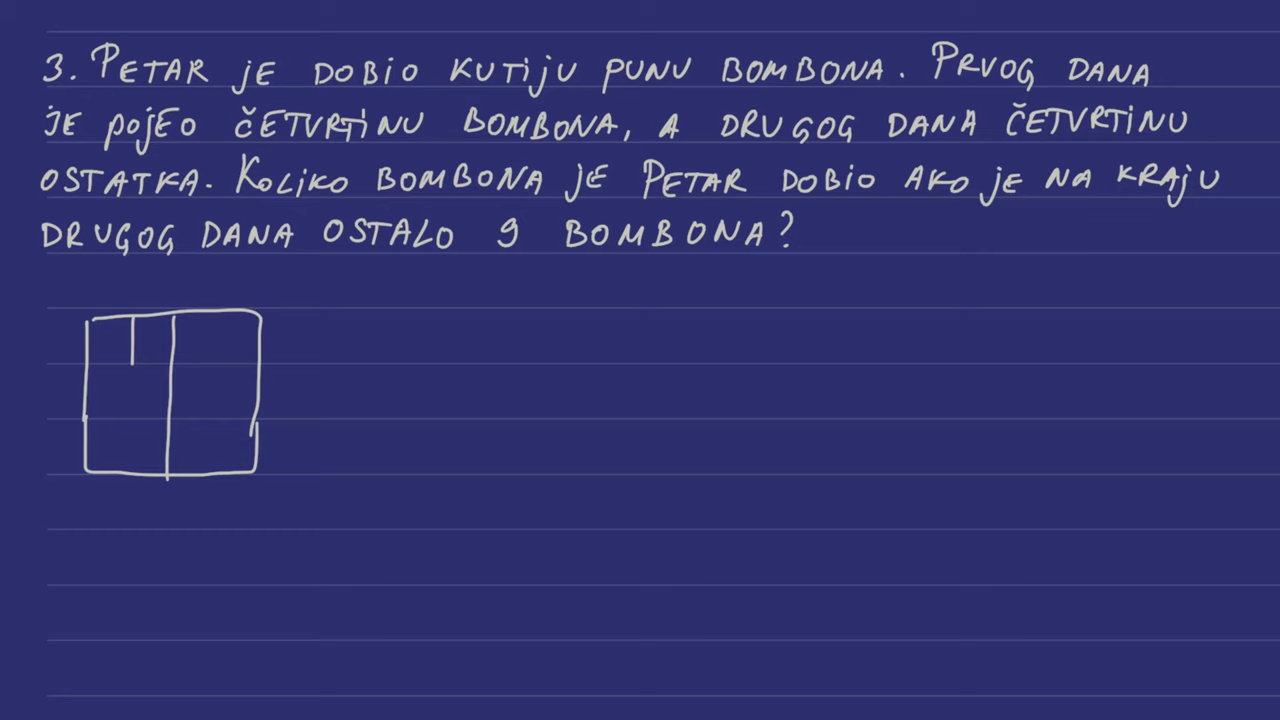 3. PETAR JE DOBIO KUTIJU PUNU BOMBONA. PRVOG DANA
JE POJEO ČETVRTINU BOMBONA, A DRUGOG DANA ČETVRTINU
OSTATKA. KOLIKO BOMBONA JE PETAR DOBIO AKO JE NA KRAJU
DRUGOG DANA OSTALO 9 BOMBONA?